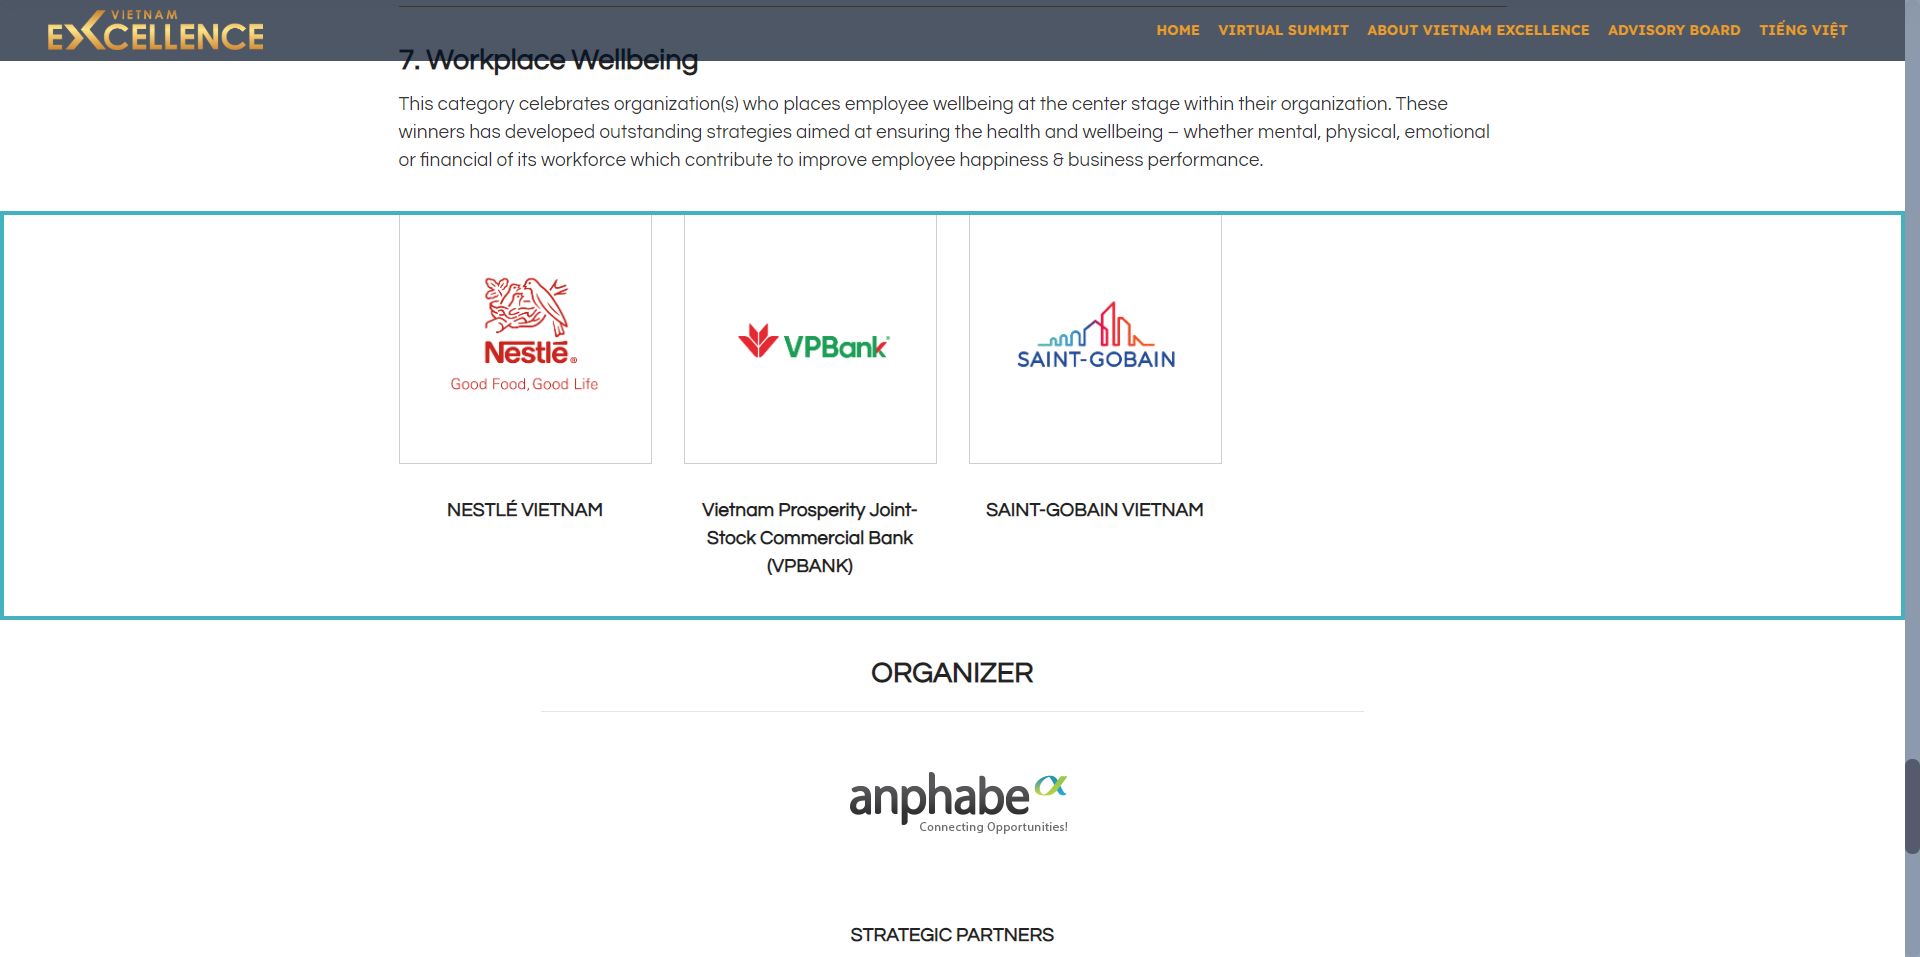 VIETNAM
EXCELLENCE
HOME VIRTUAL SUMMIT ABOUT VIETNAM EXCELLENCE ADVISORY BOARD TIẾNG VIỆT
7. Workplace Wellbeing
This category celebrates organization(s) who places employee wellbeing at the center stage within their organization. These
winners has developed outstanding strategies aimed at ensuring the health and wellbeing – whether mental, physical, emotional
or financial of its workforce which contribute to improve employee happiness & business performance.
Nestlé®
Good Food, Good Life
VPBank
SAINT-GOBAIN
NESTLÉ VIETNAM
Vietnam Prosperity Joint-
Stock Commercial Bank
(VPBANK)
SAINT-GOBAIN VIETNAM
ORGANIZER
anphabe
Connecting Opportunities!
STRATEGIC PARTNERS